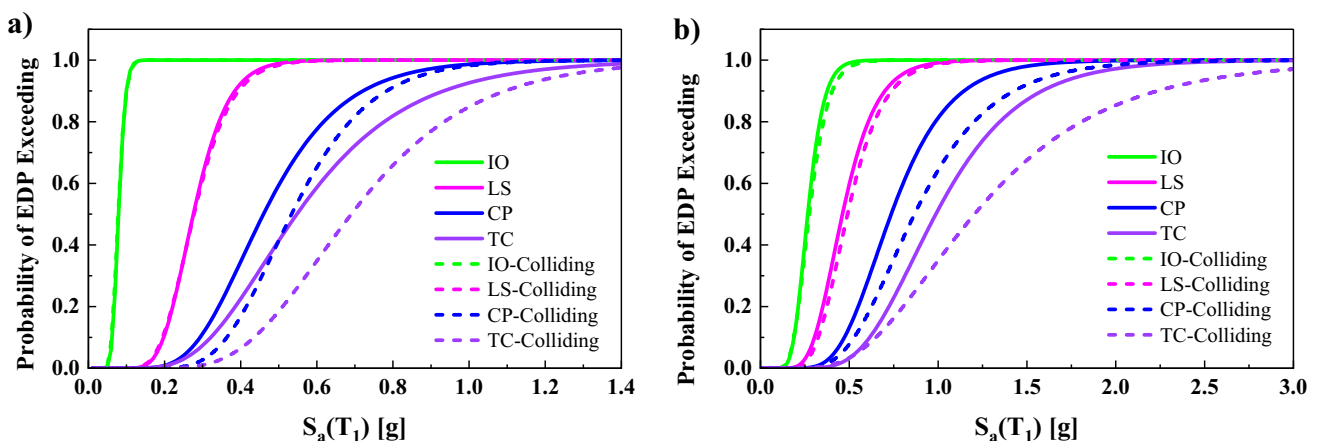 a)
Probability of EDP Exceeding
1.0
0.8
0.6
0.4
0.2
0.0
0.0
0.2
0.4
0.6
0.8
1.0
1.2
1.4
IO
LS
CP
TC
IO-Colliding
LS-Colliding
CP-Colliding
TC-Colliding
Sa(T1) [g]
b)
Probability of EDP Exceeding
1.0
0.8
0.6
0.4
0.2
0.0
0.0
0.5
1.0
1.5
2.0
2.5
3.0
IO
LS
CP
TC
IO-Colliding
LS-Colliding
CP-Colliding
TC-Colliding
Sa(T1) [g]